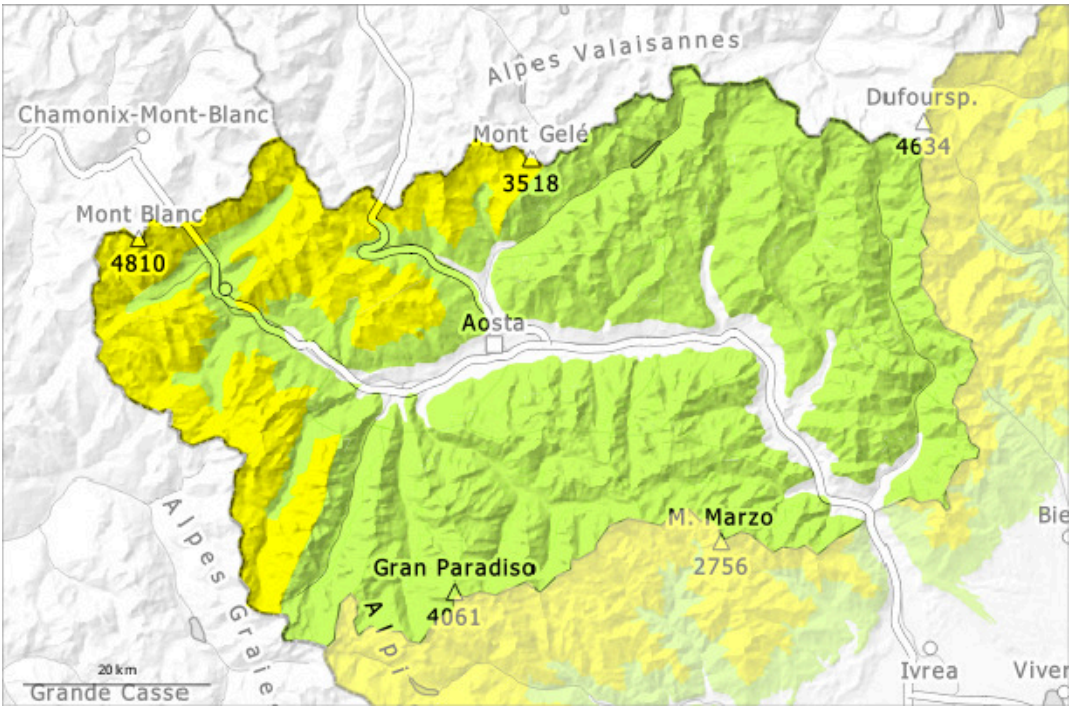 Alpes Valaisannes
Dufoursp.
4634
Chamonix-Mont-Blanc
Mont Gelé
3518
Mont Blanc
4810
Aosta
M. Marzo
2756
Bie
Alpes Graie
Gran Paradiso
4061
Alpi
20 km
Grande Casse
Ivrea
Viver